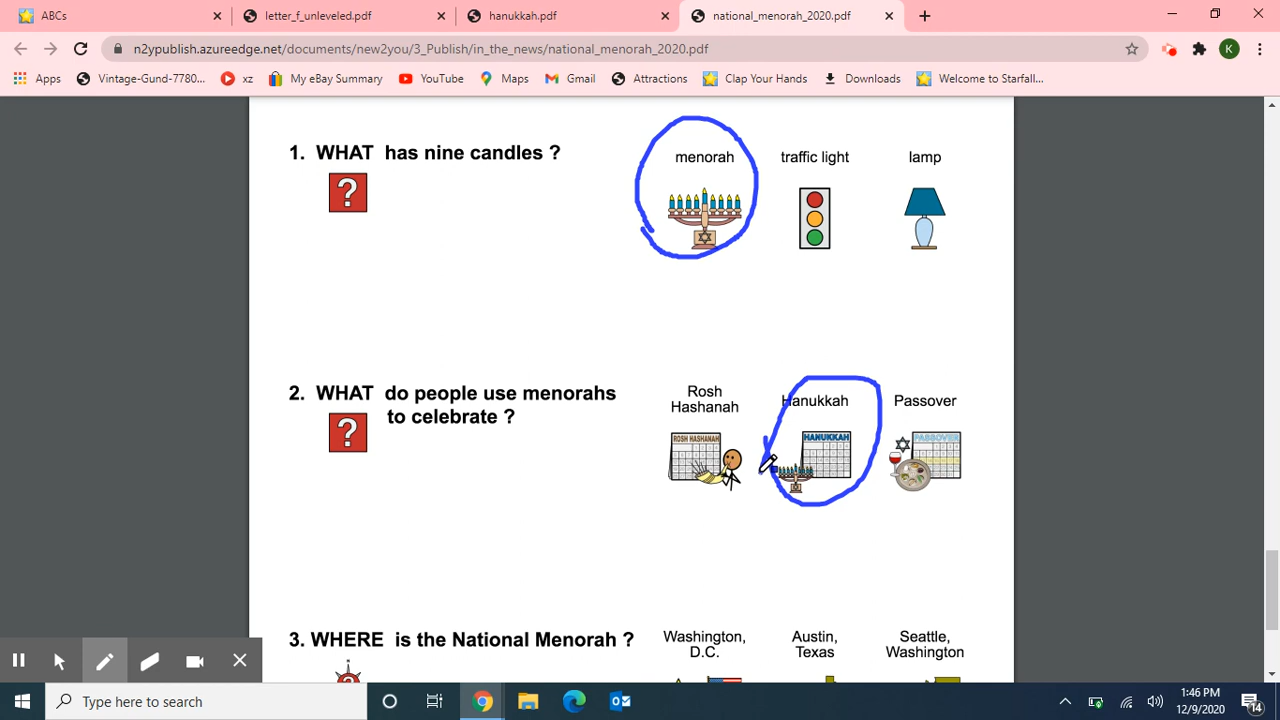 ABCs
letter_f_unleveled.pdf
hanukkah.pdf
national_menorah_2020.pdf
n2ypublish.azureedge.net/documents/new2you/3_Publish/in_the_news/national_menorah_2020.pdf
K
Apps
Vintage-Gund-7780...
xz
My eBay Summary
YouTube
Maps
Gmail
Attractions
Clap Your Hands
Downloads
Welcome to Starfall...
1. WHAT has nine candles ?
?
menorah
traffic light
lamp
2. WHAT do people use menorahs
to celebrate ?
?
Rosh
Hashanah
Hanukkah
Passover
ROSH HASHANAH
HANUKKAH
PASSOVER
3. WHERE is the National Menorah ?
Washington,
D.C.
Austin,
Texas
Seattle,
Washington
Type here to search
1:46 PM
12/9/2020
14